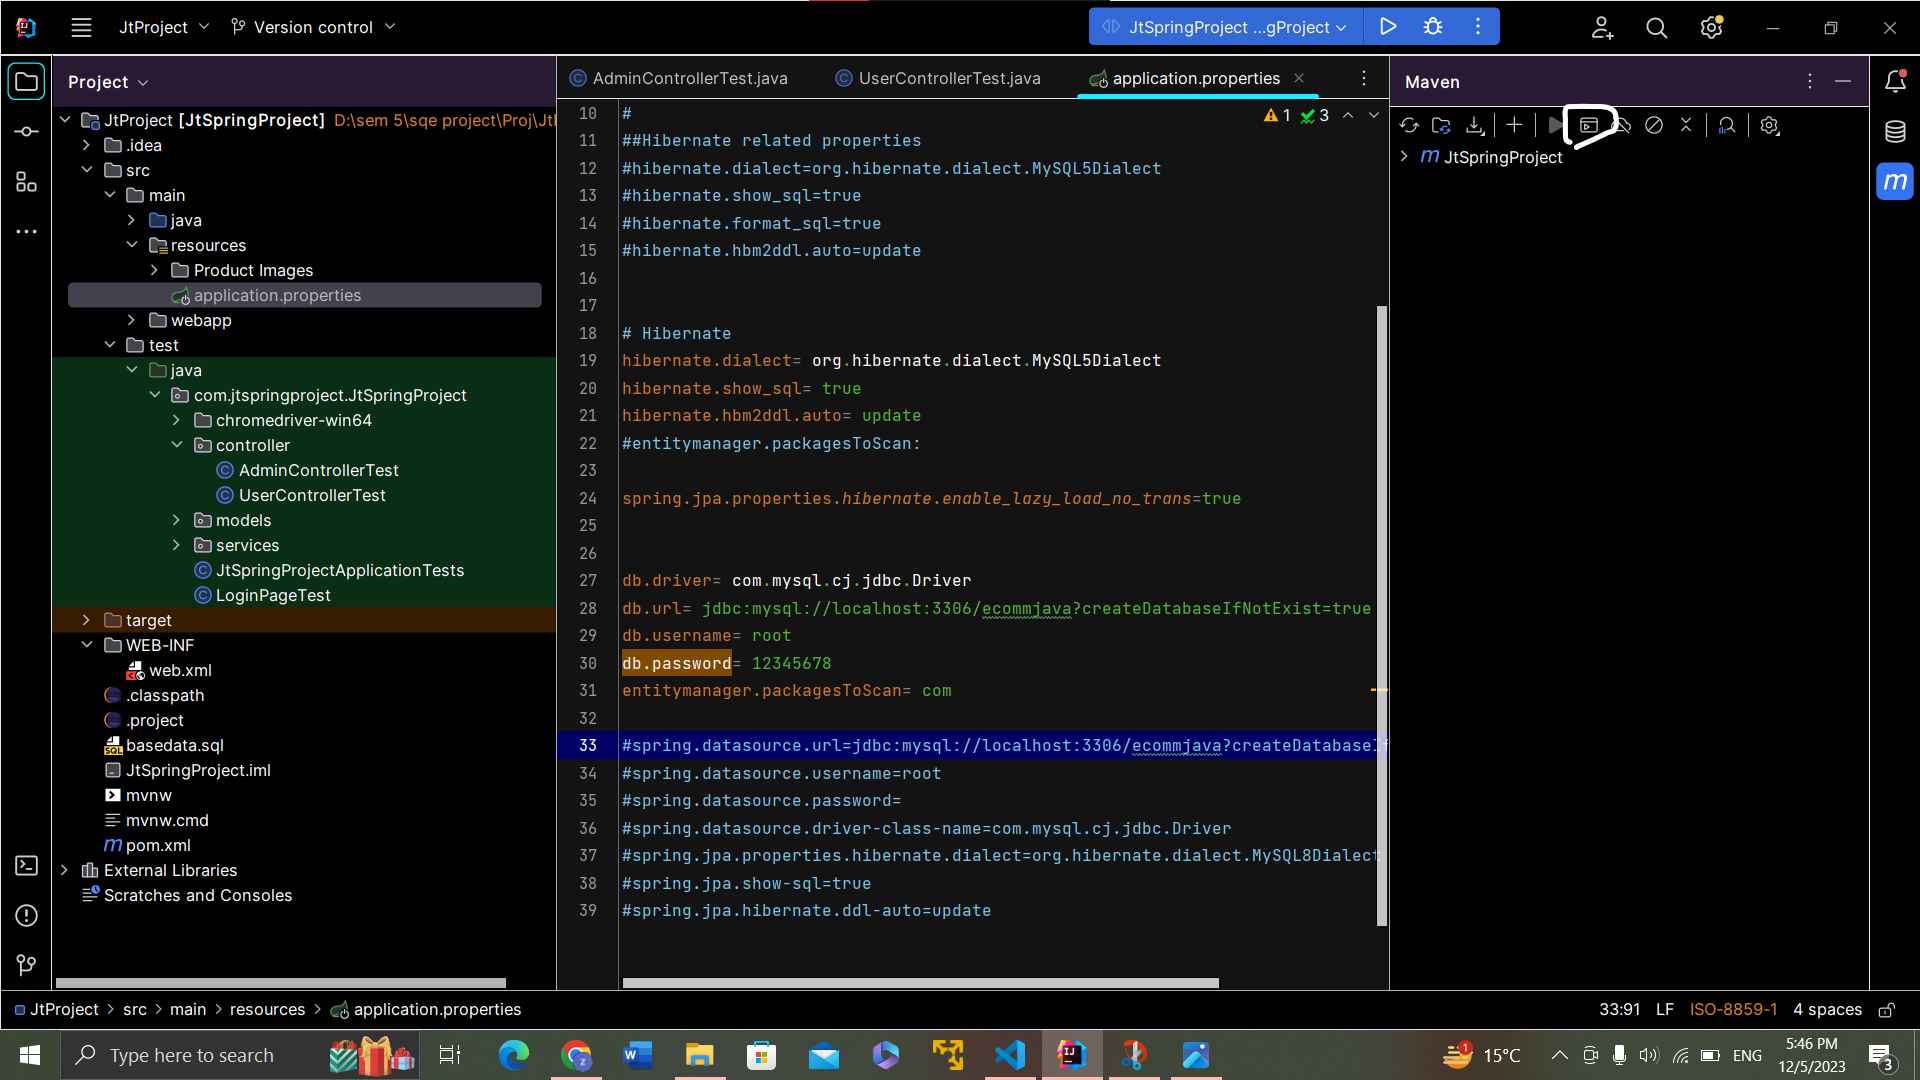 JtProject
Version control
JtSpringProject ...gProject
Project
AdminControllerTest.java
UserControllerTest.java
application.properties
Maven
JtProject [JtSpringProject] D:\sem 5\sqe project\Proj\Jt
.idea
src
main
java
resources
Product Images
application.properties
webapp
test
java
com.jtspringproject.JtSpringProject
chromedriver-win64
controller
AdminControllerTest
UserControllerTest
models
services
JtSpringProjectApplicationTests
LoginPageTest
target
WEB-INF
web.xml
.classpath
.project
basedata.sql
JtSpringProject.iml
mvnw
mvnw.cmd
pom.xml
External Libraries
Scratches and Consoles
1 3
10 #
11 ##Hibernate related properties
12 #hibernate.dialect=org.hibernate.dialect.MySQL5Dialect
13 #hibernate.show_sql=true
14 #hibernate.format_sql=true
15 #hibernate.hbm2ddl.auto=update
16
17
18 # Hibernate
19 hibernate.dialect= org.hibernate.dialect.MySQL5Dialect
20 hibernate.show_sql= true
21 hibernate.hbm2ddl.auto= update
22 #entitymanager.packagesToScan:
23
24 spring.jpa.properties.hibernate.enable_lazy_load_no_trans=true
25
26
27 db.driver= com.mysql.cj.jdbc.Driver
28 db.url= jdbc:mysql://localhost:3306/ecommjava?createDatabaseIfNotExist=true
29 db.username= root
30 db.password= 12345678
31 entitymanager.packagesToScan= com
32
33 #spring.datasource.url=jdbc:mysql://localhost:3306/ecommjava?createDatabaseIf
34 #spring.datasource.username=root
35 #spring.datasource.password=
36 #spring.datasource.driver-class-name=com.mysql.cj.jdbc.Driver
37 #spring.jpa.properties.hibernate.dialect=org.hibernate.dialect.MySQL8Dialect
38 #spring.jpa.show-sql=true
39 #spring.jpa.hibernate.ddl-auto=update
m JtSpringProject
m
JtProject > src > main > resources > application.properties
33:91 LF ISO-8859-1 4 spaces
Type here to search
1 15°C
ENG
5:46 PM
12/5/2023
3